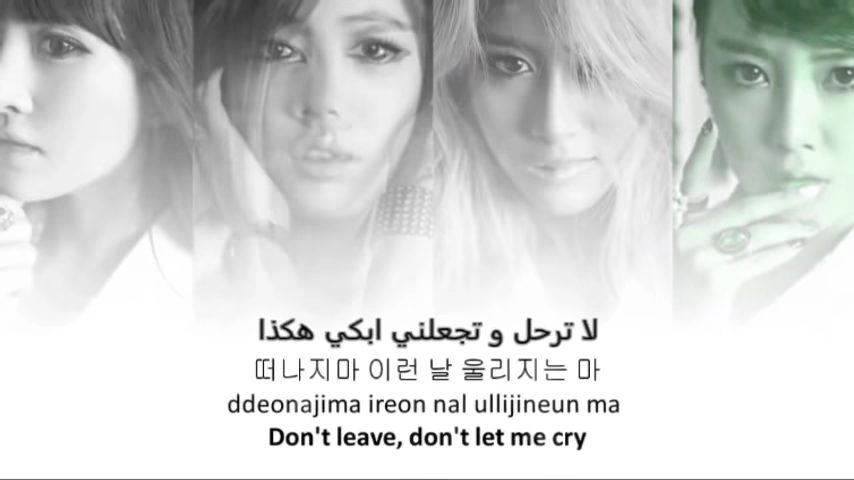 لا ترحل و تجعلني ابكي هكذا
떠나지마 이런 날 울리지는 마
ddeonajima ireon nal ullijineun ma
Don't leave, don't let me cry